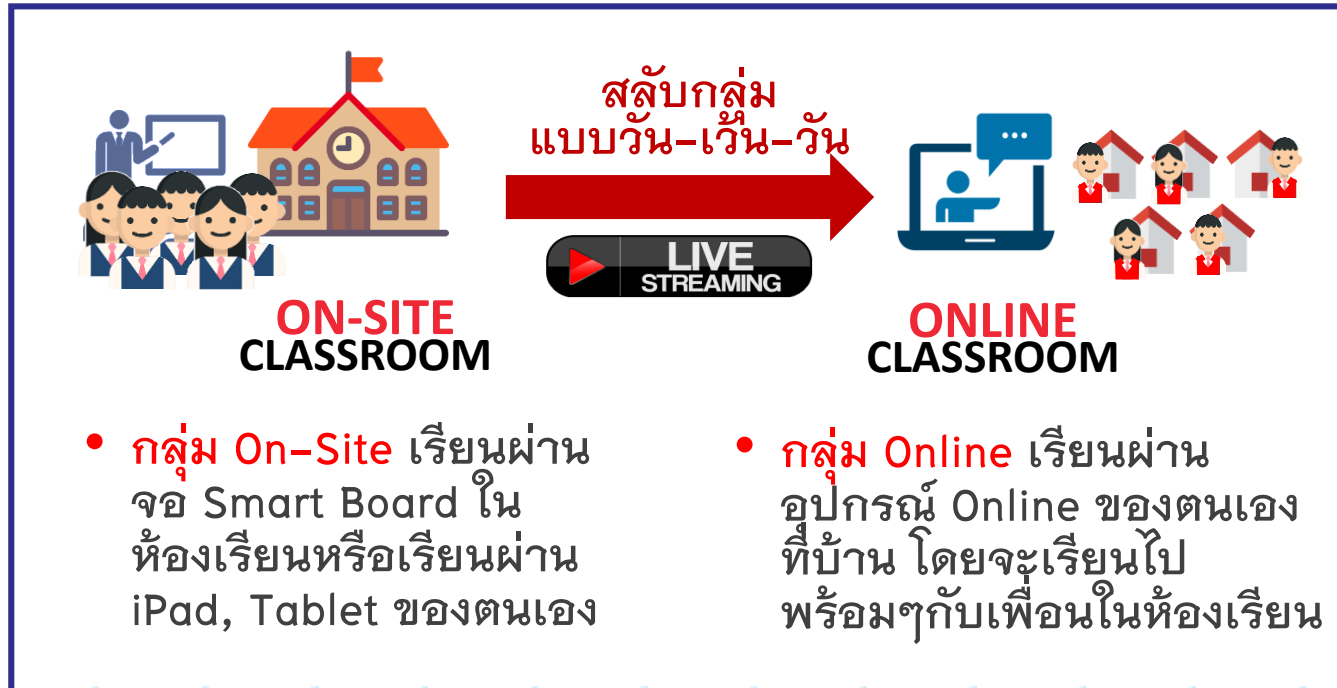 สลับกลุ่ม
แบบวัน-เว้น-วัน
LIVE
STREAMING
ON-SITE
CLASSROOM
ONLINE
CLASSROOM
• กลุ่ม On-Site เรียนผ่าน
จอ Smart Board ใน
ห้องเรียนหรือเรียนผ่าน
iPad, Tablet ของตนเอง
• กลุ่ม Online เรียนผ่าน
อุปกรณ์ Online ของตนเอง
ที่บ้าน โดยจะเรียนไป
พร้อมๆกับเพื่อนในห้องเรียน